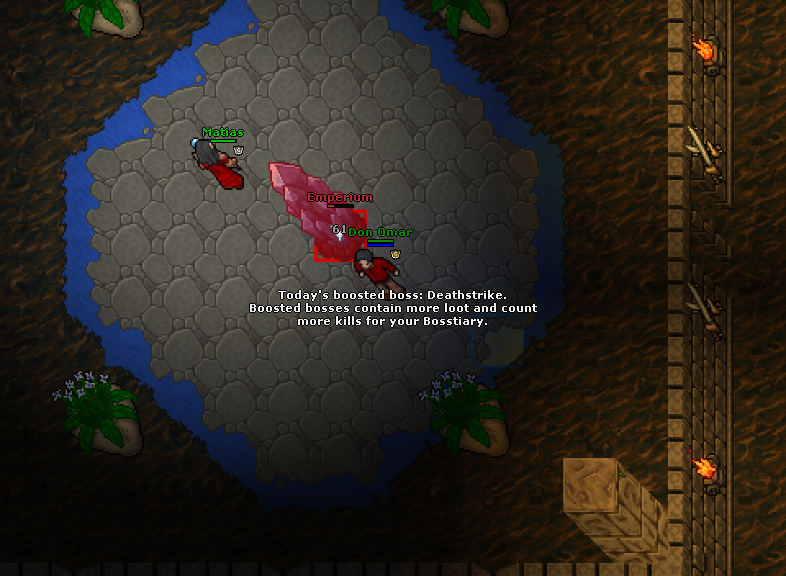 Matias
Emperium
61
Don Omar
Today's boosted boss: Deathstrike.
Boosted bosses contain more loot and count
more kills for your Bosstiary.